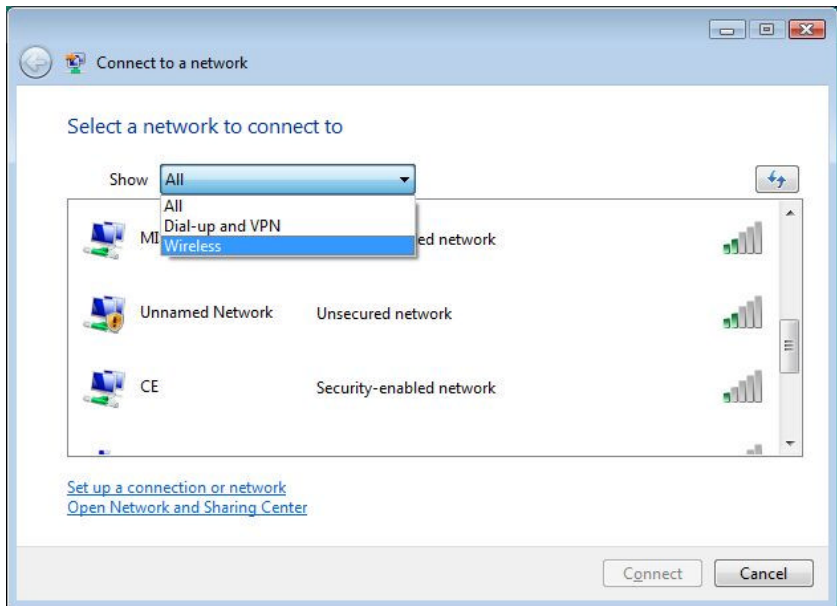 Connect to a network
Select a network to connect to
Show All
All
Dial-up and VPN
Wireless
MI ed network
Unnamed Network Unsecured network
CE Security-enabled network
Set up a connection or network
Open Network and Sharing Center
Connect Cancel